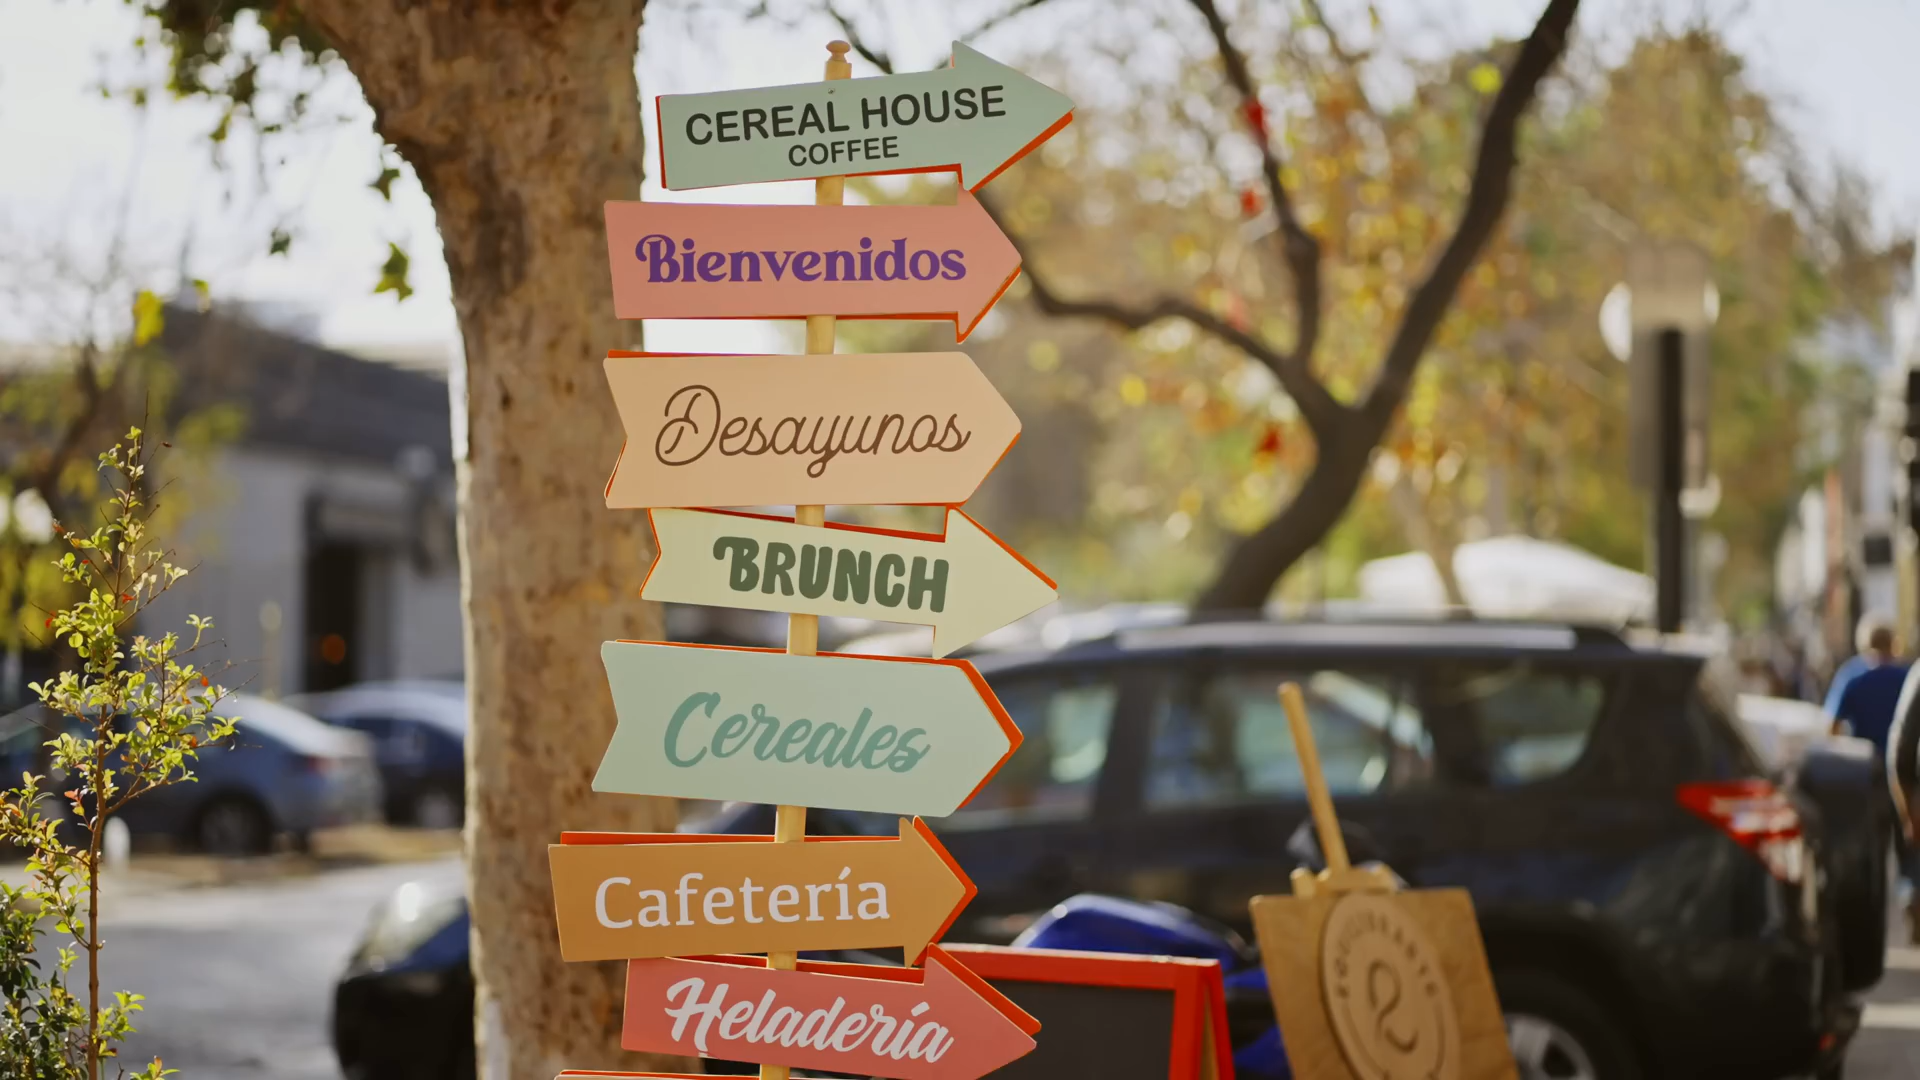 CEREAL HOUSE
COFFEE
Bienvenidos
Desayunos
BRUNCH
Cereales
Cafetería
Heladería